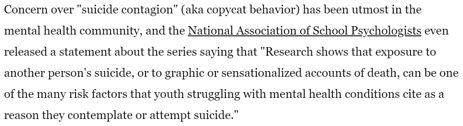 Concern over "suicide contagion" (aka copycat behavior) has been utmost in the
mental health community, and the National Association of School Psychologists even
released a statement about the series saying that "Research shows that exposure to
another person's suicide, or to graphic or sensationalized accounts of death, can be one
of the many risk factors that youth struggling with mental health conditions cite as a
reason they contemplate or attempt suicide."